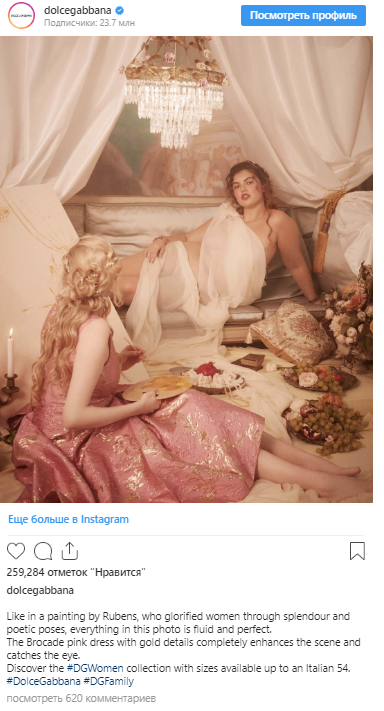 dolcegabbana
Подписчики: 23.7 млн
Посмотреть профиль
Еще больше в Instagram
259,284 отметок "Нравится"
dolcegabbana
Like in a painting by Rubens, who glorified women through splendour and
poetic poses, everything in this photo is fluid and perfect.
The Brocade pink dress with gold details completely enhances the scene and
catches the eye.
Discover the #DGWomen collection with sizes available up to an Italian 54.
#DolceGabbana #DGFamily
посмотреть 620 комментариев